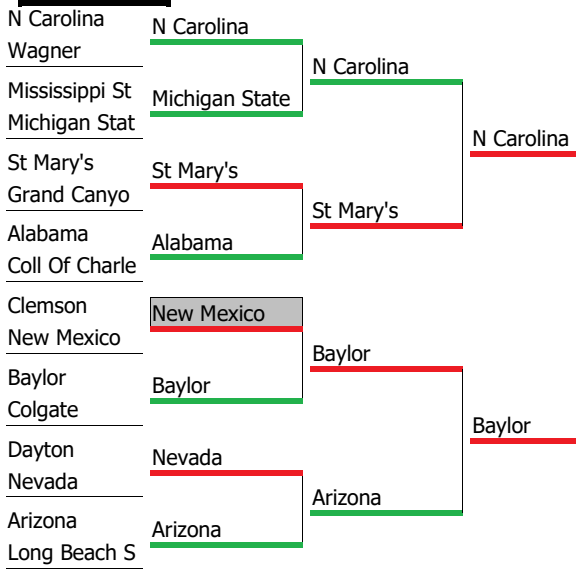 N Carolina
Wagner
Mississippi St
Michigan Stat
St Mary's
Grand Canyo
Alabama
Coll Of Charle
Clemson
New Mexico
Baylor
Colgate
Dayton
Nevada
Arizona
Long Beach S
N Carolina
Michigan State
St Mary's
Alabama
New Mexico
Baylor
Nevada
Arizona
N Carolina
St Mary's
Baylor
Arizona
N Carolina
Baylor